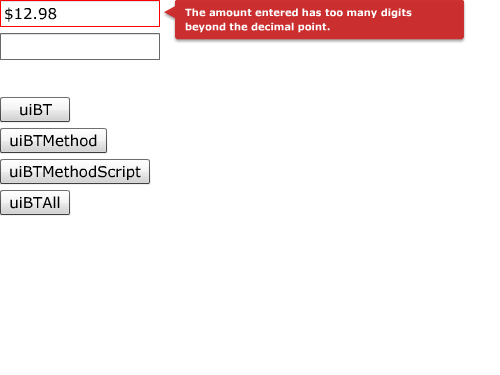 $12.98
The amount entered has too many digits
beyond the decimal point.
uiBT
uiBTMethod
uiBTMethodScript
uiBTAll